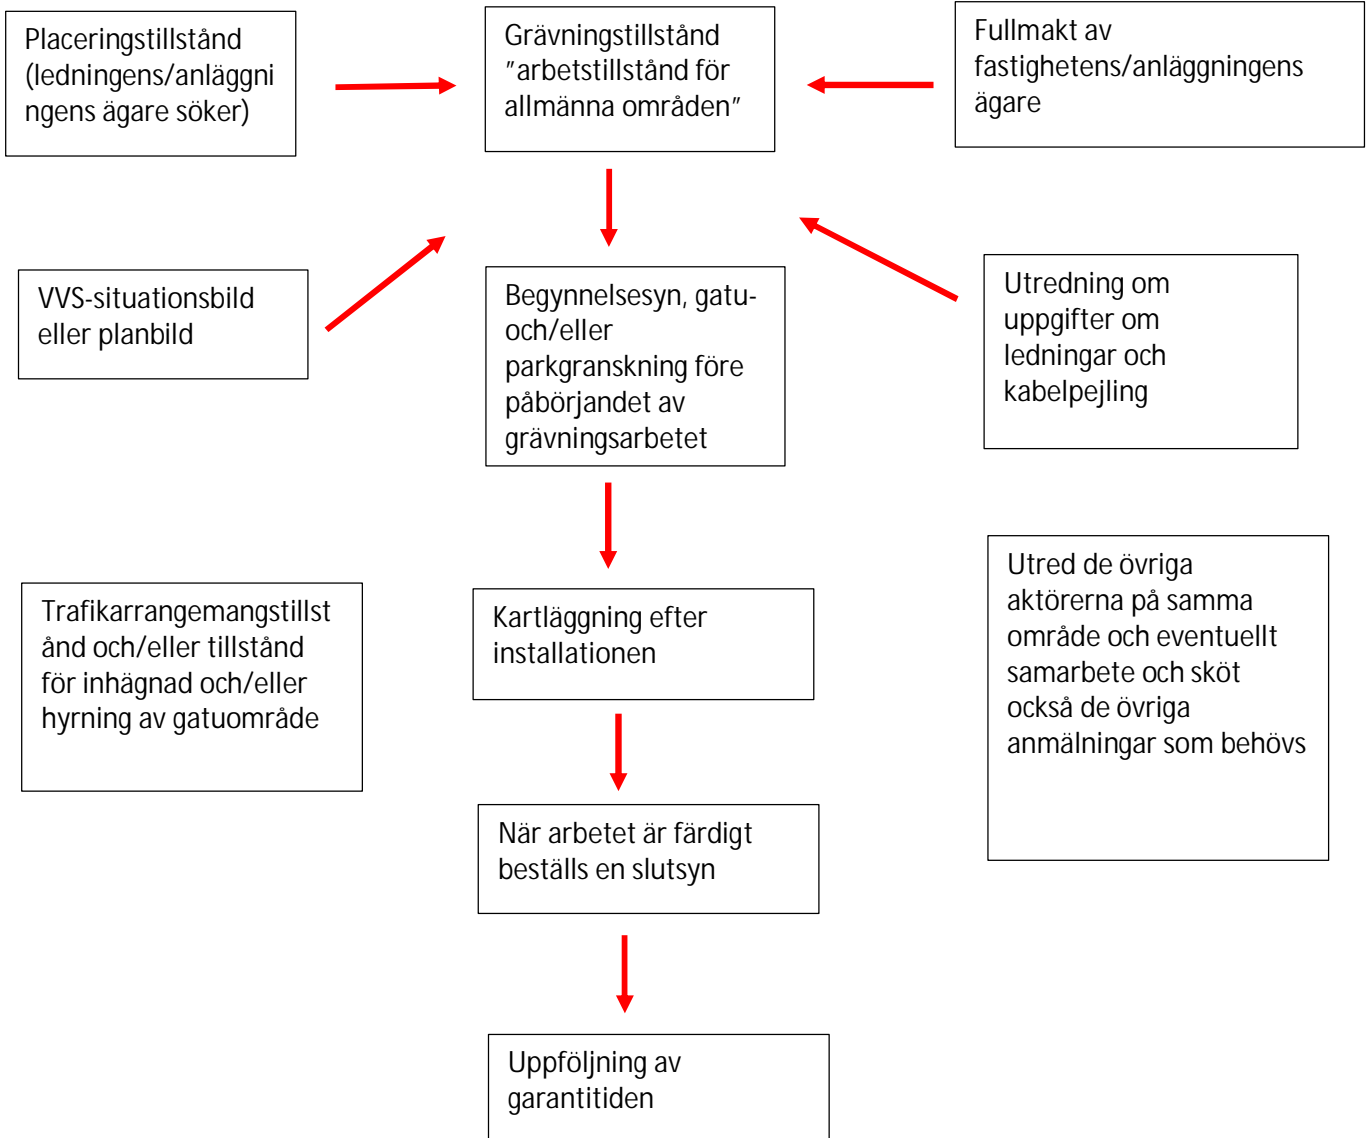 Placeringstillstånd
(ledningens/anläggni
ngens ägare söker)
Grävningstillstånd
”arbetstillstånd för
allmänna områden”
Fullmakt av
fastighetens/anläggningens
ägare
VVS-situationsbild
eller planbild
Begynnelsesyn, gatu-
och/eller
parkgranskning före
påbörjandet av
grävningsarbetet
Utredning om
uppgifter om
ledningar och
kabelpejling
Trafikarrangemangstillst
ånd och/eller tillstånd
för inhägnad och/eller
hyrning av gatuområde
Kartläggning efter
installationen
Utred de övriga
aktörerna på samma
område och eventuellt
samarbete och sköt
också de övriga
anmälningar som behövs
När arbetet är färdigt
beställs en slutsyn
Uppföljning av
garantitiden